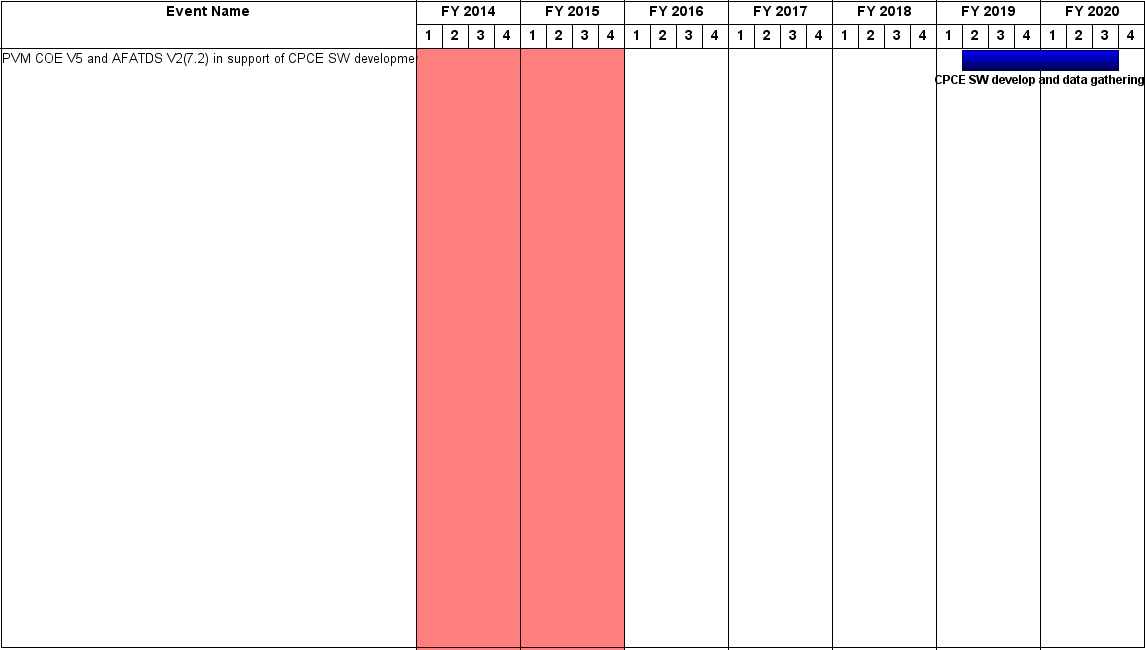 Event Name FY 2014 FY 2015 FY 2016 FY 2017 FY 2018 FY 2019 FY 2020
1 2 3 4 1 2 3 4 1 2 3 4 1 2 3 4 1 2 3 4 1 2 3 4 1 2 3 4
PVM COE V5 and AFATDS V2(7.2) in support of CPCE SW developme
CPCE SW develop and data gathering